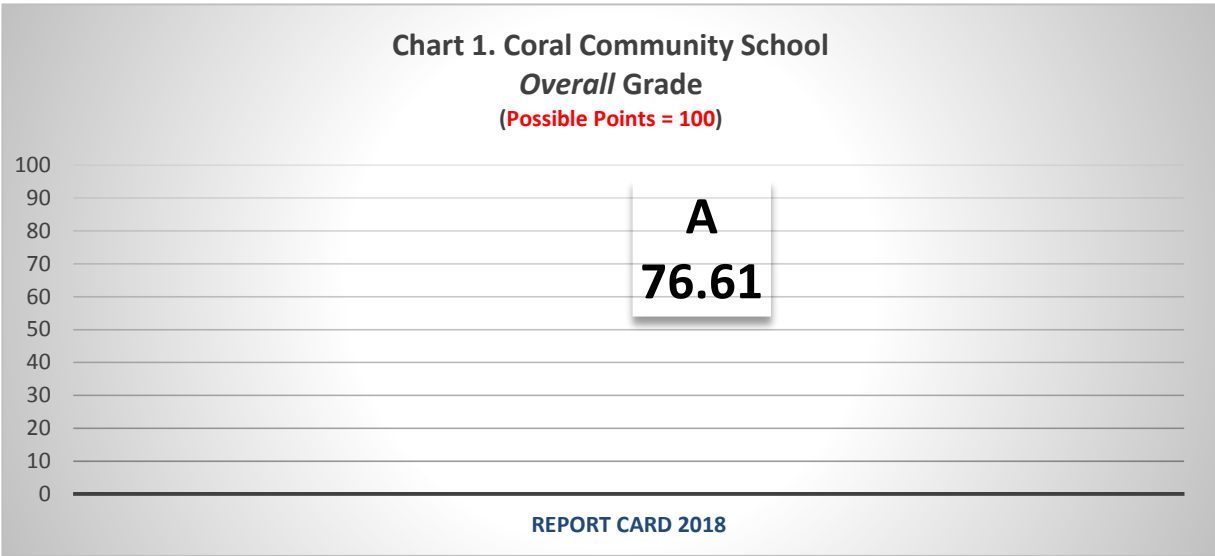 Chart 1. Coral Community School
Overall Grade
(Possible Points = 100)
100
90
80
70
60
50
40
30
20
10
0
A
76.61
REPORT CARD 2018